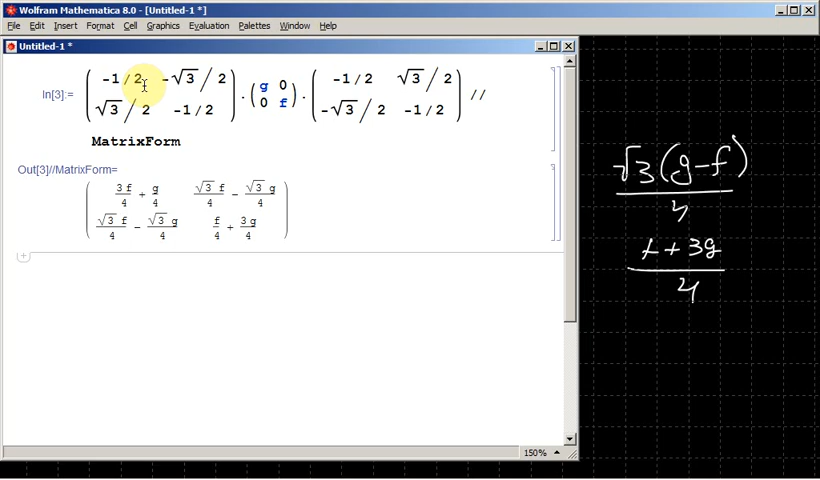 Wolfram Mathematica 8.0 - [Untitled-1 *]
File Edit Insert Format Cell Graphics Evaluation Palettes Window Help
Untitled-1 *
In[3]:= ( -1/2 -√3/2 ; √3/2 -1/2 ) . ( g 0 ; 0 f ) . ( -1/2 √3/2 ; -√3/2 -1/2 ) //
MatrixForm
Out[3]//MatrixForm=
( 3 f/4 + g/4 √3 f/4 - √3 g/4
√3 f/4 - √3 g/4 f/4 + 3 g/4 )
150%
√3(g-f)
4
f+3g
4